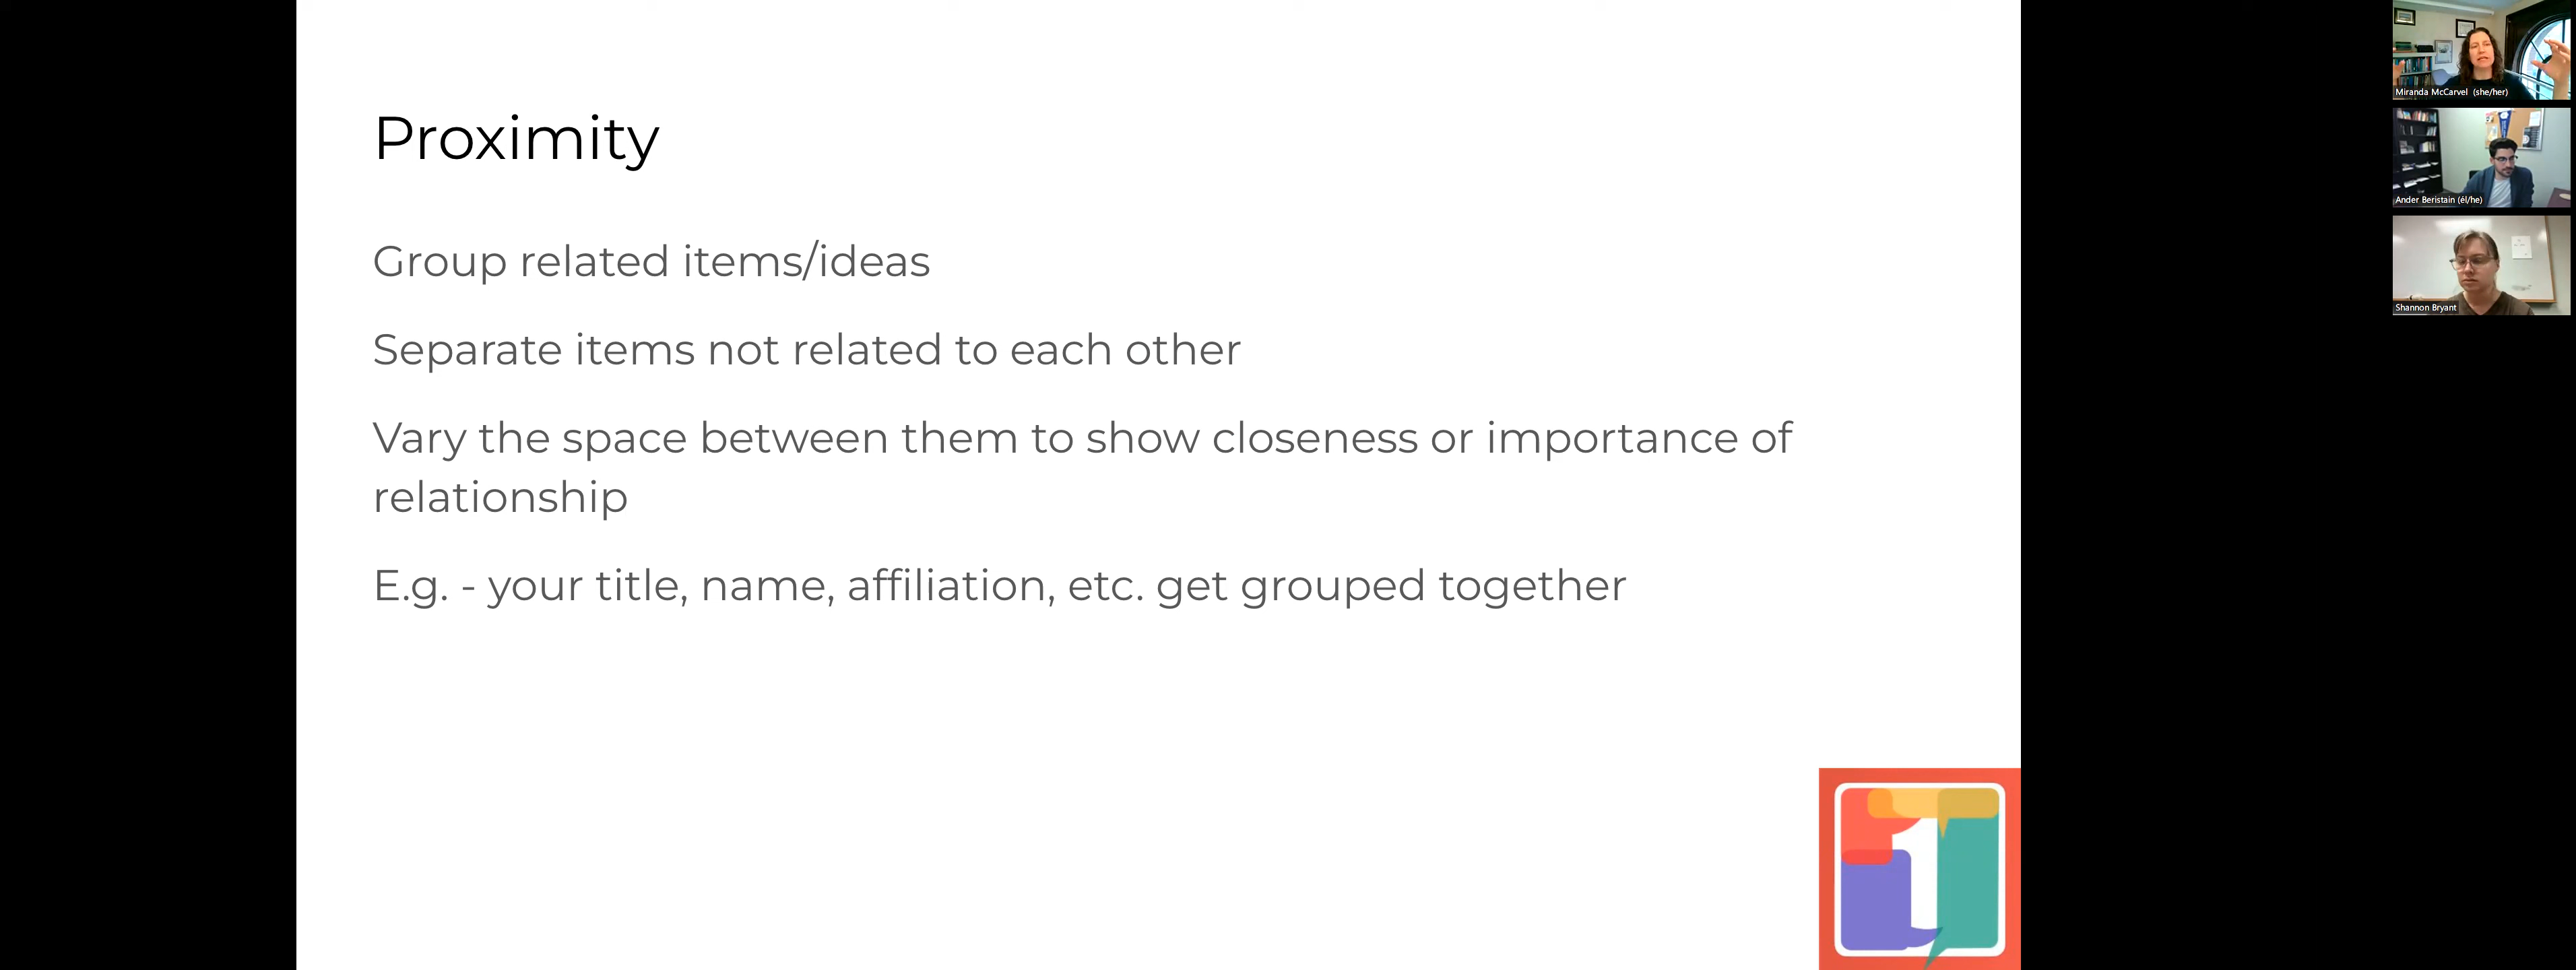 Proximity
Group related items/ideas
Separate items not related to each other
Vary the space between them to show closeness or importance of
relationship
E.g. - your title, name, affiliation, etc. get grouped together
1
Miranda McCarvel (she/her)
Ander Beristain (él/he)
Shannon Bryant